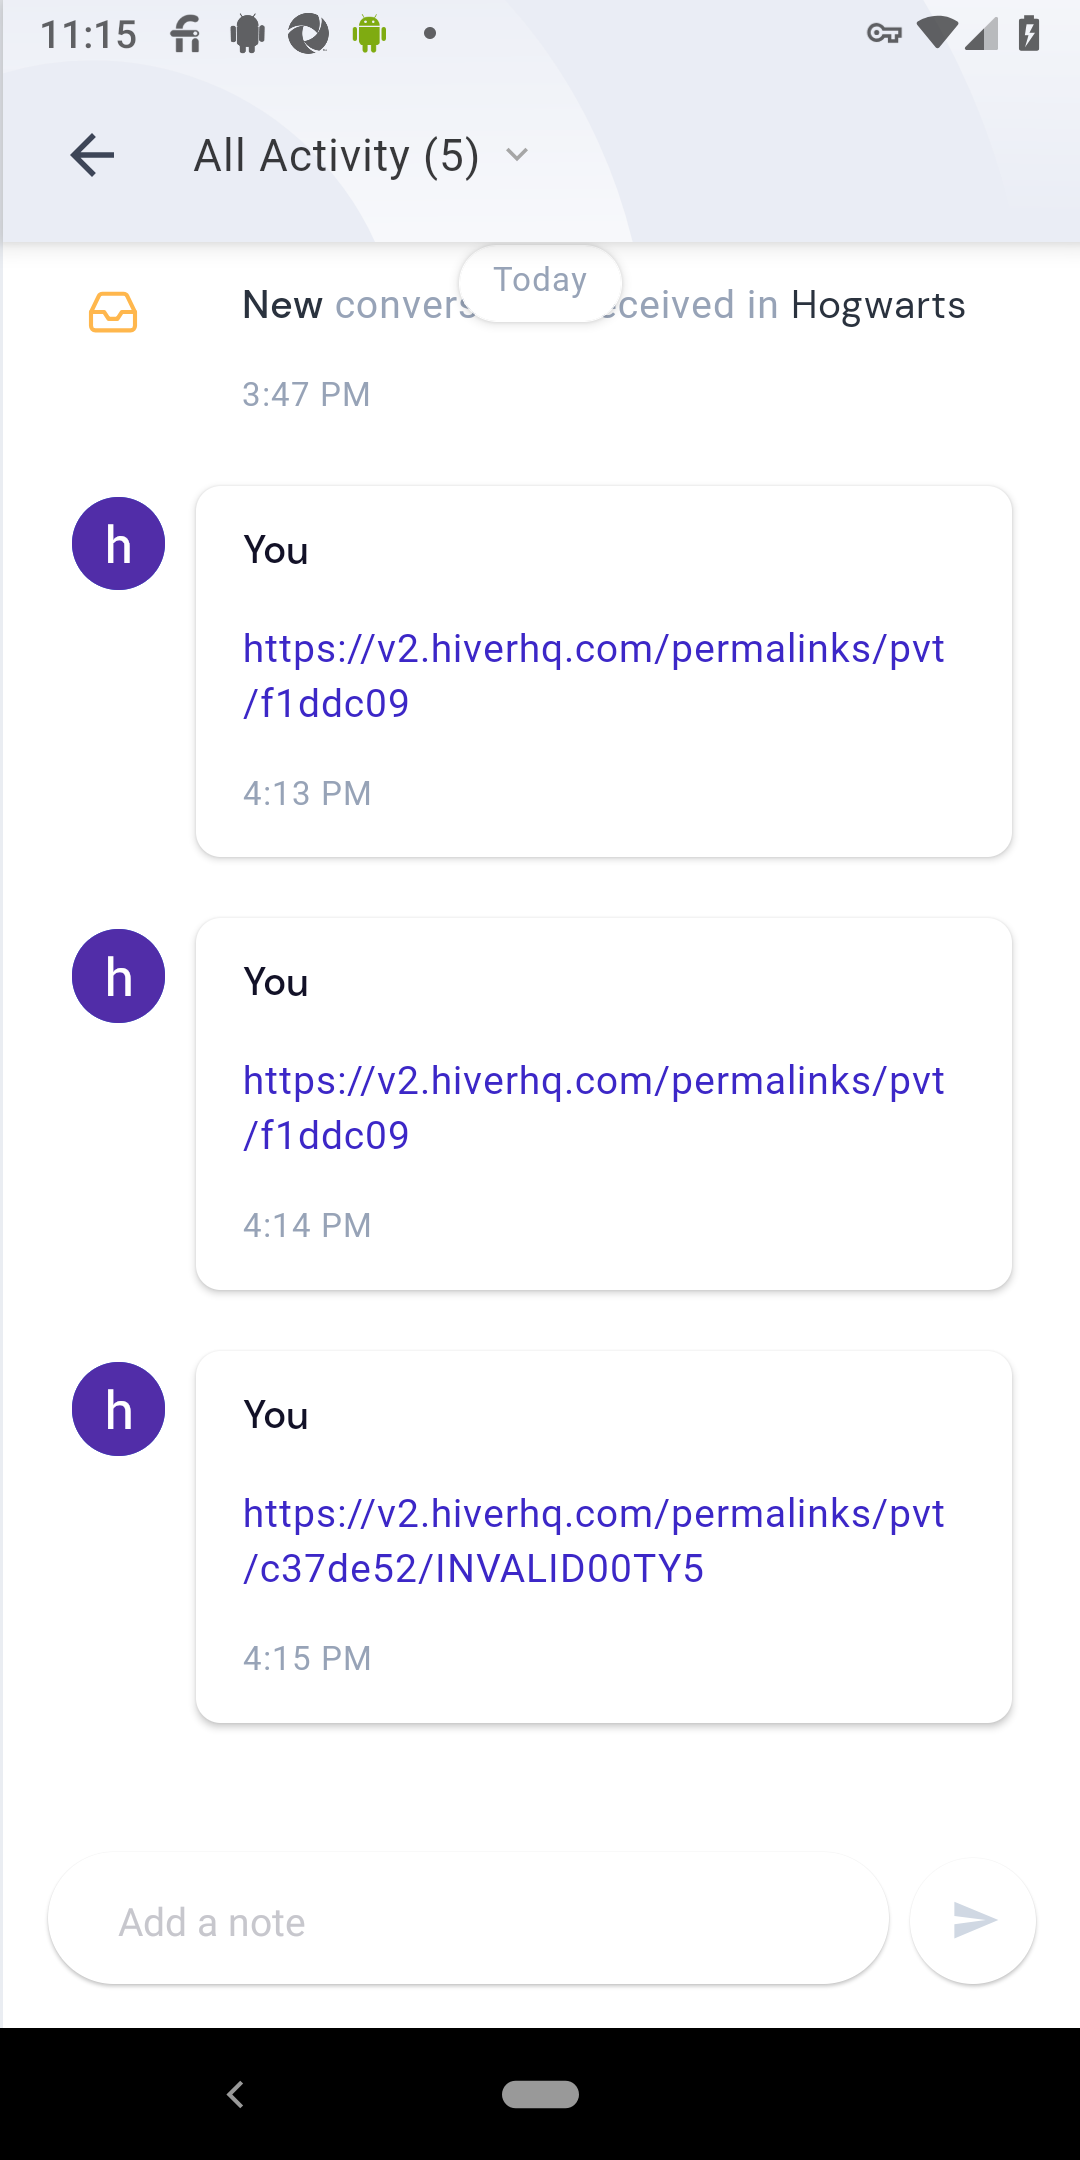 11:15
All Activity (5)
Today
New convers eceived in Hogwarts
3:47 PM
h
You
https://v2.hiverhq.com/permalinks/pvt
/f1ddc09
4:13 PM
h
You
https://v2.hiverhq.com/permalinks/pvt
/f1ddc09
4:14 PM
h
You
https://v2.hiverhq.com/permalinks/pvt
/c37de52/INVALID00TY5
4:15 PM
Add a note